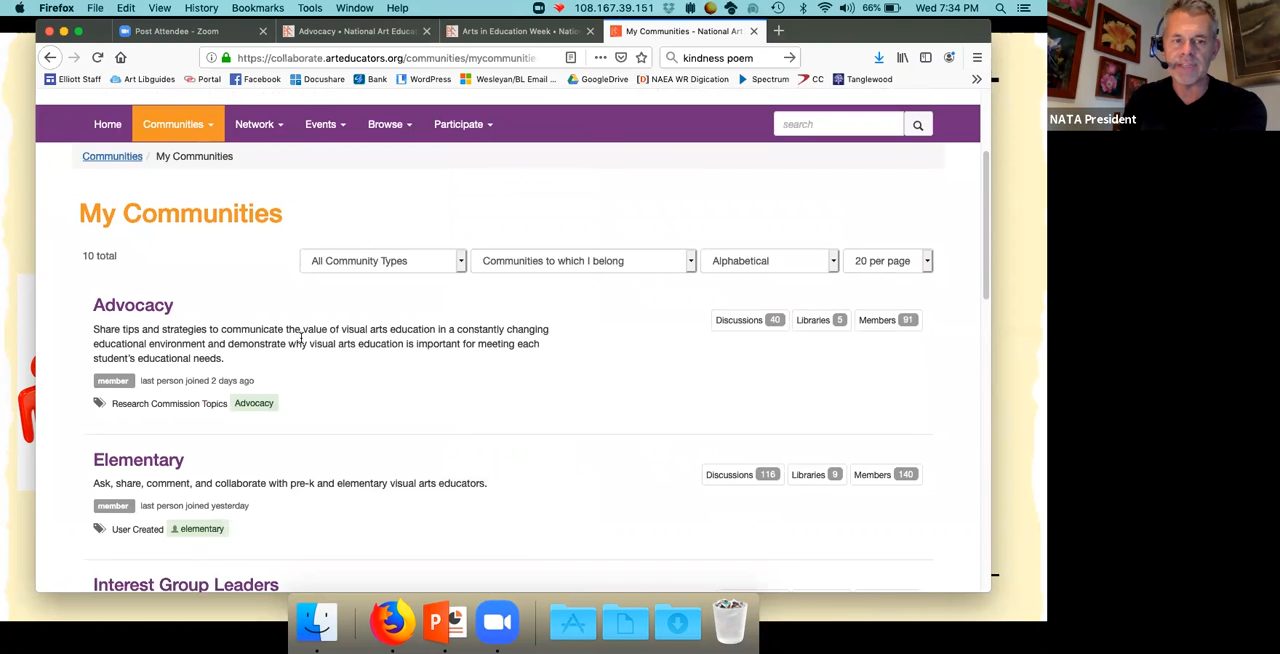 Firefox File Edit View History Bookmarks Tools Window Help 108.167.39.151 66% Wed 7:34 PM
Post Attendee - Zoom Advocacy • National Art Educat Arts in Education Week • Natio My Communities - National Art
https://collaborate.arteducators.org/communities/mycommunitie kindness poem
Elliott Staff Art Libguides Portal Facebook Docushare Bank WordPress Wesleyan/BL Email ... GoogleDrive [D] NAEA WR Digication Spectrum CC Tanglewood
NATA President
Home Communities Network Events Browse Participate search
Communities / My Communities
My Communities
10 total All Community Types Communities to which I belong Alphabetical 20 per page
Advocacy
Discussions 40 Libraries 5 Members 91
Share tips and strategies to communicate the value of visual arts education in a constantly changing
educational environment and demonstrate why visual arts education is important for meeting each
student's educational needs.
member last person joined 2 days ago
Research Commission Topics Advocacy
Elementary
Discussions 116 Libraries 9 Members 140
Ask, share, comment, and collaborate with pre-k and elementary visual arts educators.
member last person joined yesterday
User Created elementary
Interest Group Leaders